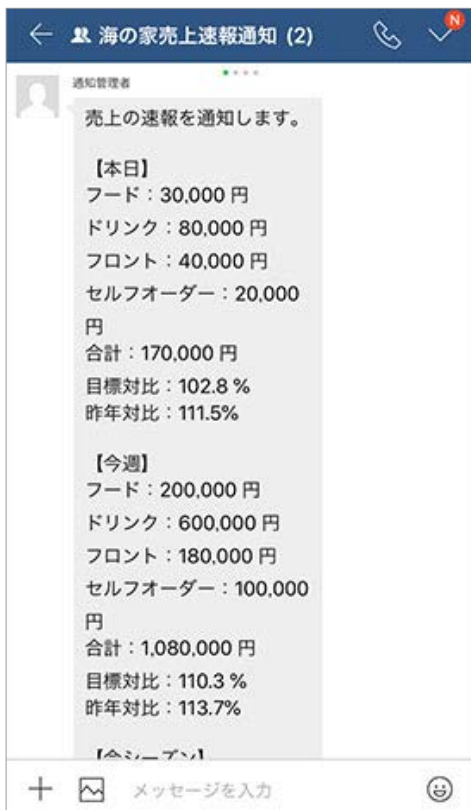 海の家売上速報通知 (2)
N
通知管理者
売上の速報を通知します。
【本日】
フード：30,000 円
ドリンク：80,000 円
フロント：40,000 円
セルフオーダー：20,000
円
合計：170,000 円
目標対比：102.8 %
昨年対比：111.5%
【今週】
フード：200,000 円
ドリンク：600,000 円
フロント：180,000 円
セルフオーダー：100,000
円
合計：1,080,000 円
目標対比：110.3 %
昨年対比：113.7%
【今シーズン】
メッセージを入力